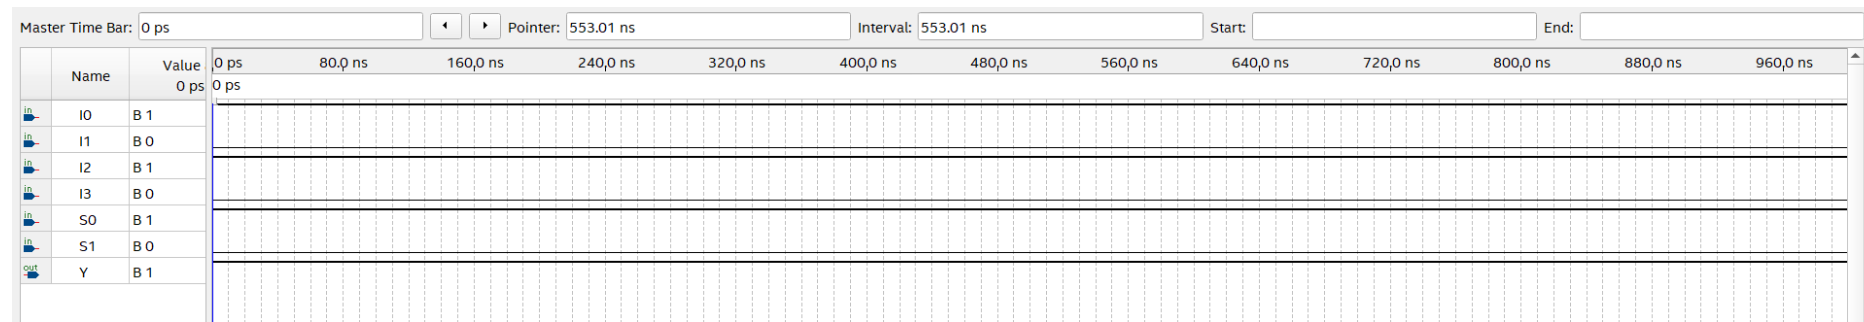 Master Time Bar: 0 ps Pointer: 553.01 ns Interval: 553.01 ns Start: End:
Name Value 0 ps
0 ps 80.0 ns 160,0 ns 240,0 ns 320,0 ns 400,0 ns 480,0 ns 560,0 ns 640,0 ns 720,0 ns 800,0 ns 880,0 ns 960,0 ns
0 ps
in I0 B 1
in I1 B 0
in I2 B 1
in I3 B 0
in S0 B 1
in S1 B 0
out Y B 1